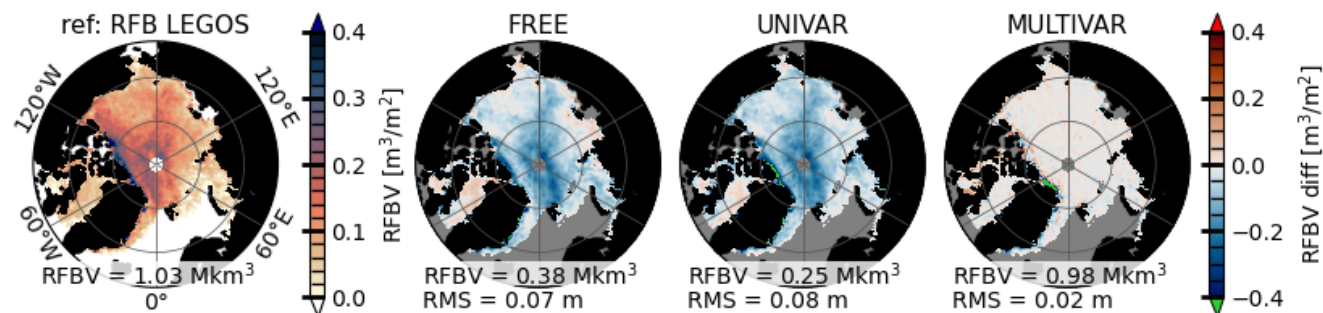 ref: RFB LEGOS
120°W
120°E
60°W
60°E
0°
RFBV = 1.03 Mkm³
0.4
0.3
0.2
0.1
0.0
RFBV [m³/m²]
FREE
RFBV = 0.38 Mkm³
RMS = 0.07 m
UNIVAR
RFBV = 0.25 Mkm³
RMS = 0.08 m
MULTIVAR
RFBV = 0.98 Mkm³
RMS = 0.02 m
0.4
0.2
0.0
−0.2
−0.4
RFBV diff [m³/m²]